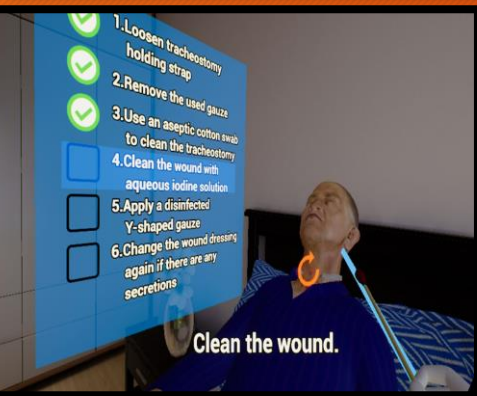 1.Loosen tracheostomy
holding strap
2.Remove the used gauze
3.Use an aseptic cotton swab
to clean the tracheostomy
4.Clean the wound with
aqueous iodine solution
5.Apply a disinfected
Y-shaped gauze
6.Change the wound dressing
again if there are any
secretions
Clean the wound.